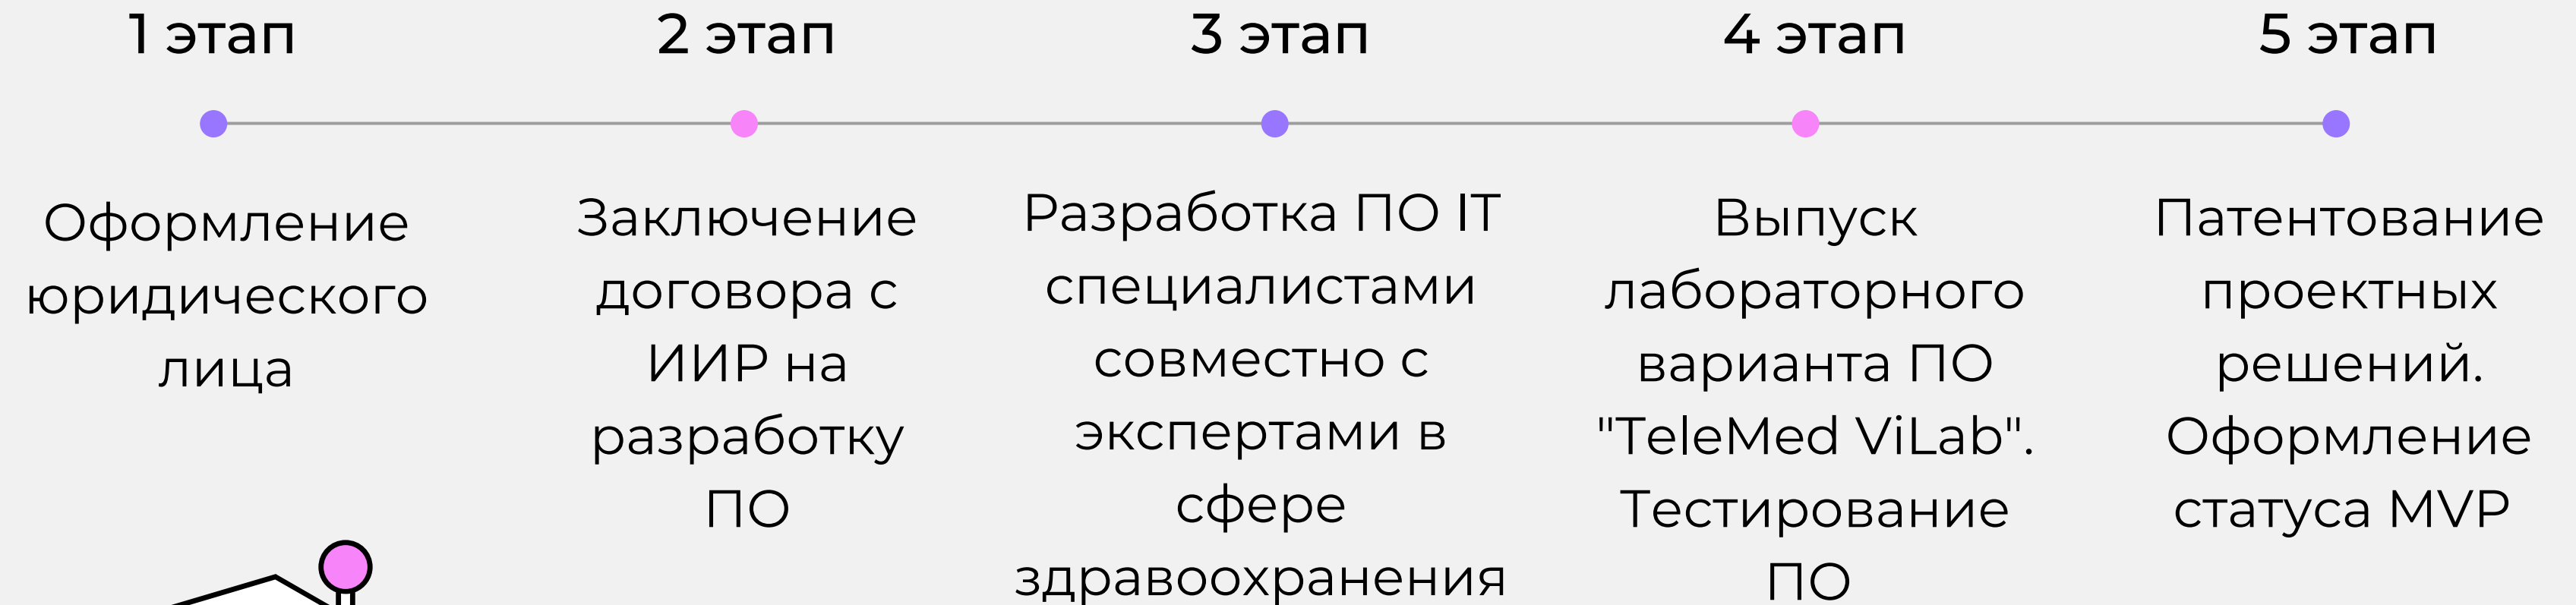 1 этап
2 этап
3 этап
4 этап
5 этап
Оформление
юридического
лица
Заключение
договора с
ИИР на
разработку
ПО
Разработка ПО IT
специалистами
совместно с
экспертами в
сфере
здравоохранения
Выпуск
лабораторного
варианта ПО
"TeleMed ViLab".
Тестирование
ПО
Патентование
проектных
решений.
Оформление
статуса MVP